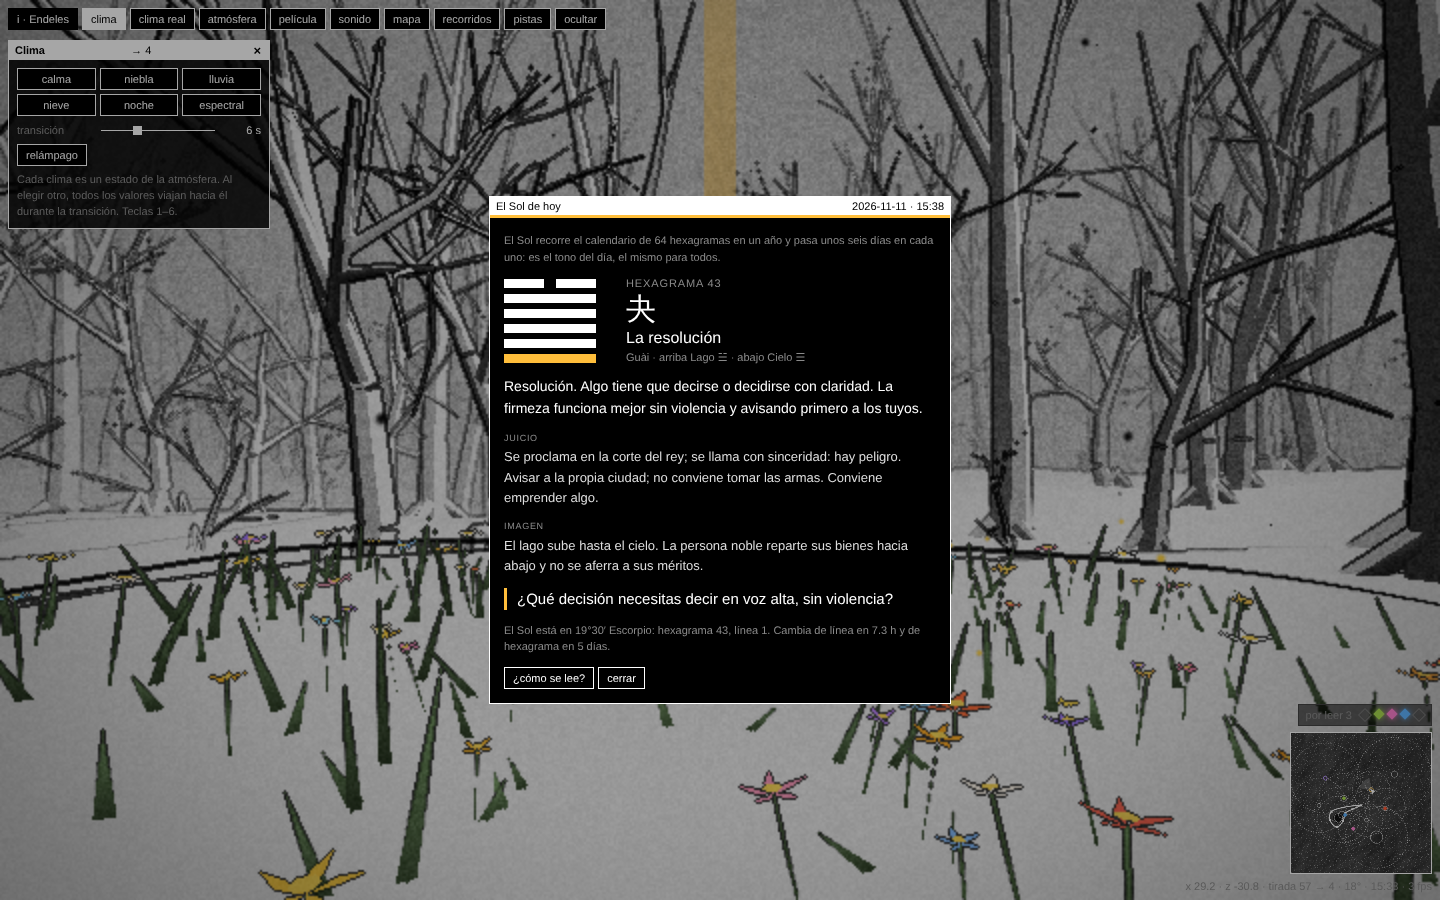 i · Endeles
clima
clima real
atmósfera
película
sonido
mapa
recorridos
pistas
ocultar
Clima → 4 ×
calma niebla lluvia
nieve noche espectral
transición 6 s
relámpago
Cada clima es un estado de la atmósfera. Al
elegir otro, todos los valores viajan hacia él
durante la transición. Teclas 1–6.
El Sol de hoy 2026-11-11 · 15:38
El Sol recorre el calendario de 64 hexagramas en un año y pasa unos seis días en cada
uno: es el tono del día, el mismo para todos.
HEXAGRAMA 43
夬
La resolución
Guài · arriba Lago ☱ · abajo Cielo ☰
Resolución. Algo tiene que decirse o decidirse con claridad. La
firmeza funciona mejor sin violencia y avisando primero a los tuyos.
JUICIO
Se proclama en la corte del rey; se llama con sinceridad: hay peligro.
Avisar a la propia ciudad; no conviene tomar las armas. Conviene
emprender algo.
IMAGEN
El lago sube hasta el cielo. La persona noble reparte sus bienes hacia
abajo y no se aferra a sus méritos.
¿Qué decisión necesitas decir en voz alta, sin violencia?
El Sol está en 19°30′ Escorpio: hexagrama 43, línea 1. Cambia de línea en 7.3 h y de
hexagrama en 5 días.
¿cómo se lee? cerrar
por leer 3
x 29.2 · z -30.8 · tirada 57 → 4 · 18° · 15:38 · 3 fps